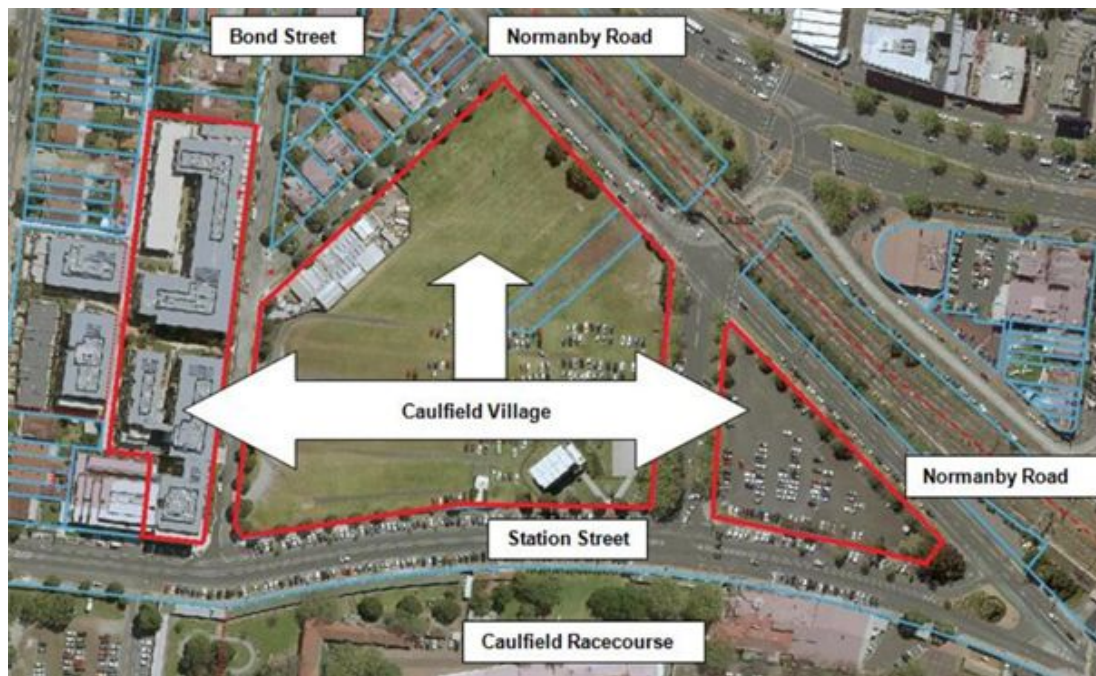 Bond Street
Normanby Road
Caulfield Village
Normanby Road
Station Street
Caulfield Racecourse